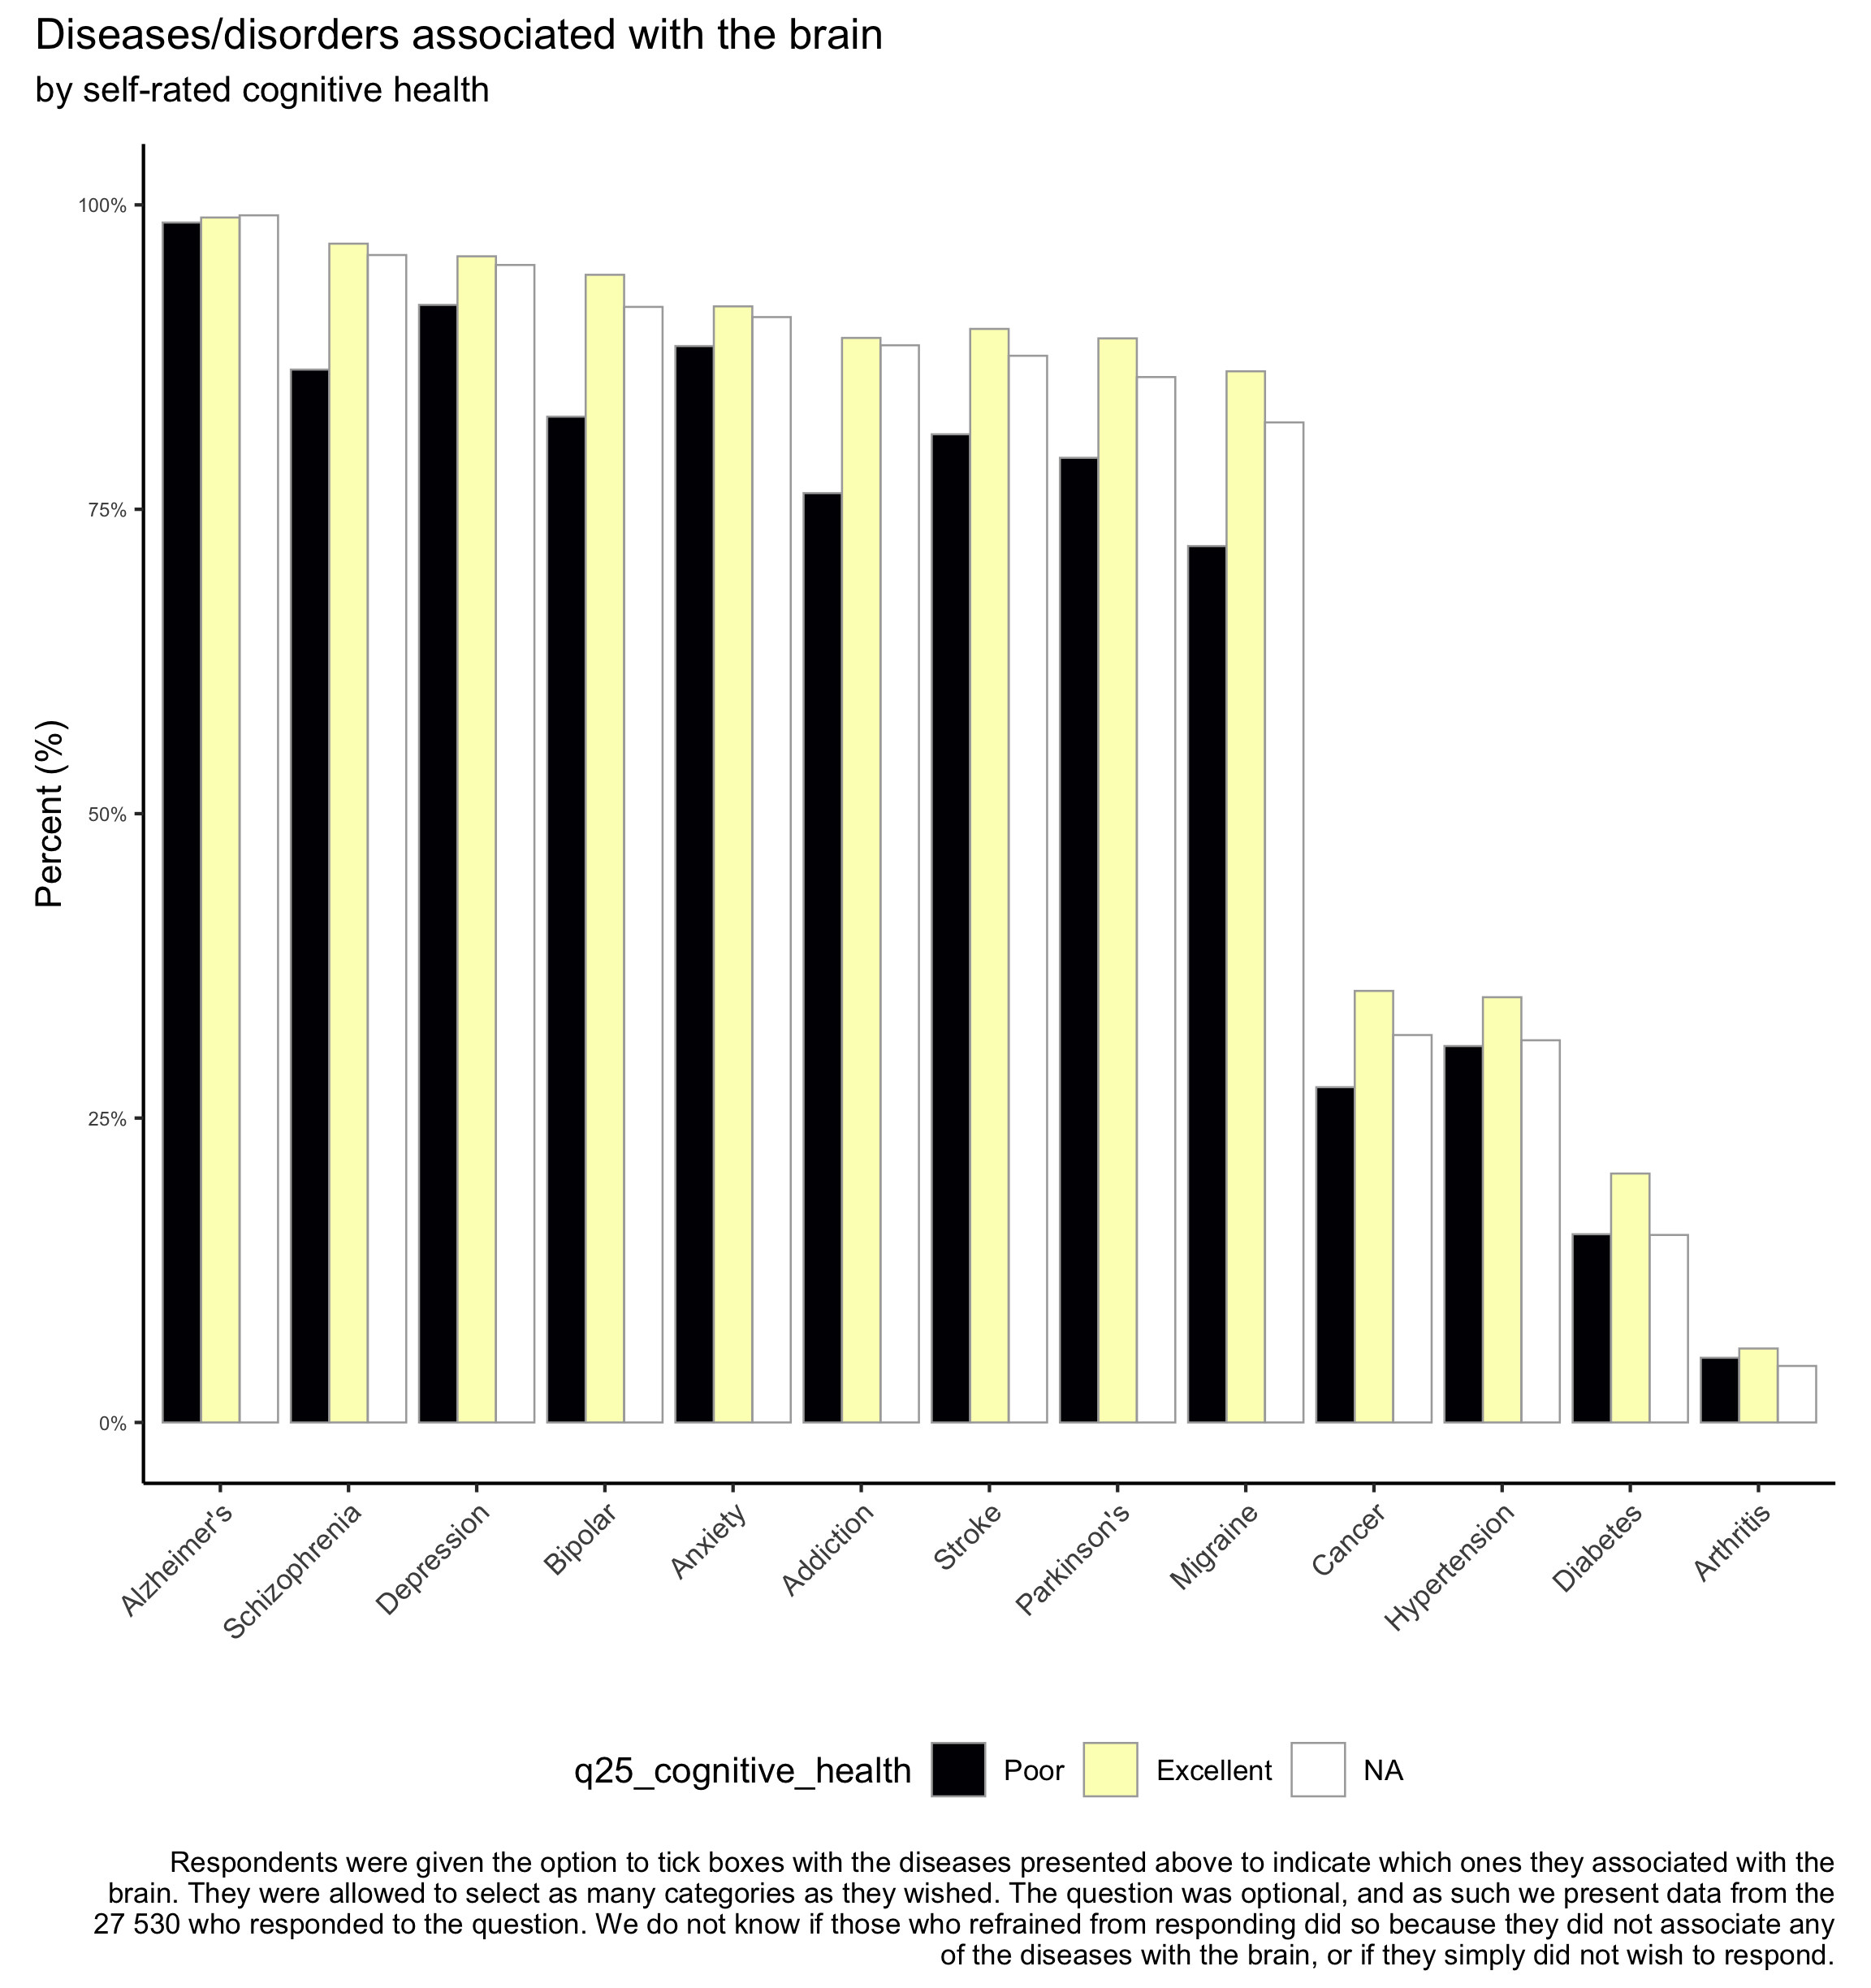 Diseases/disorders associated with the brain
by self-rated cognitive health
Percent (%)
100%
75%
50%
25%
0%
Alzheimer's
Schizophrenia
Depression
Bipolar
Anxiety
Addiction
Stroke
Parkinson's
Migraine
Cancer
Hypertension
Diabetes
Arthritis
q25_cognitive_health Poor Excellent NA
Respondents were given the option to tick boxes with the diseases presented above to indicate which ones they associated with the
brain. They were allowed to select as many categories as they wished. The question was optional, and as such we present data from the
27 530 who responded to the question. We do not know if those who refrained from responding did so because they did not associate any
of the diseases with the brain, or if they simply did not wish to respond.